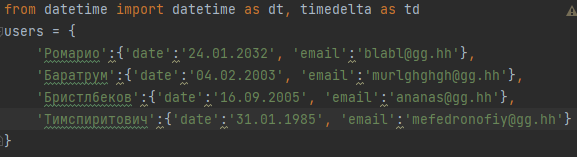 from datetime import datetime as dt, timedelta as td
users = {
'Ромарио':{'date':'24.01.2032', 'email':'blabl@gg.hh'},
'Баратрум':{'date':'04.02.2003', 'email':'murlghghgh@gg.hh'},
'Бристлбеков':{'date':'16.09.2005', 'email':'ananas@gg.hh'},
'Тимспиритович':{'date':'31.01.1985', 'email':'mefedronofiy@gg.hh'}
}